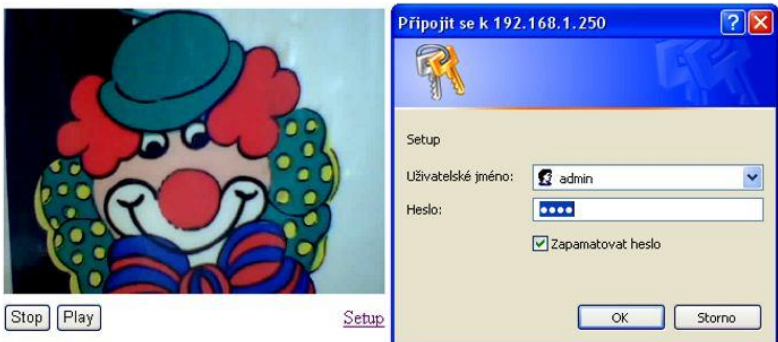 Připojit se k 192.168.1.250
Setup
Uživatelské jméno: admin
Heslo: ••••
Zapamatovat heslo
OK Storno
Stop Play Setup